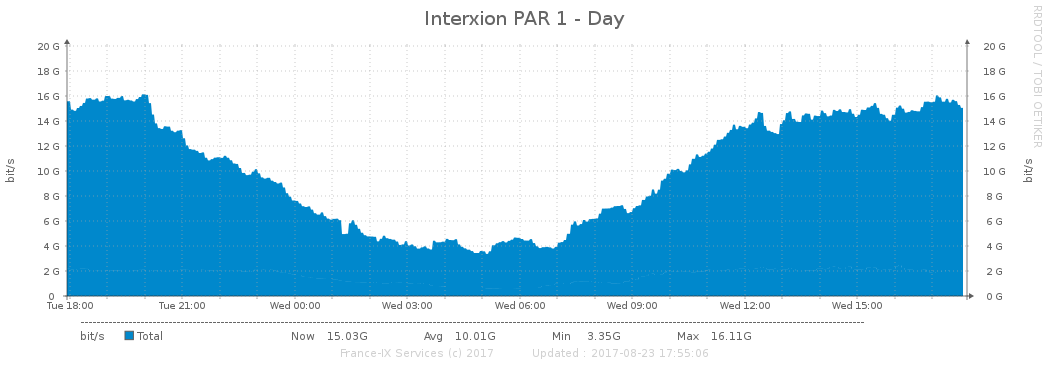 Interxion PAR 1 - Day
RRDTOOL / TOBI OETIKER
bit/s
bit/s
20 G 20 G
18 G 18 G
16 G 16 G
14 G 14 G
12 G 12 G
10 G 10 G
8 G 8 G
6 G 6 G
4 G 4 G
2 G 2 G
0 0 G
Tue 18:00 Tue 21:00 Wed 00:00 Wed 03:00 Wed 06:00 Wed 09:00 Wed 12:00 Wed 15:00
bit/s Total Now 15.03G Avg 10.01G Min 3.35G Max 16.11G
France-IX Services (c) 2017 Updated : 2017-08-23 17:55:06